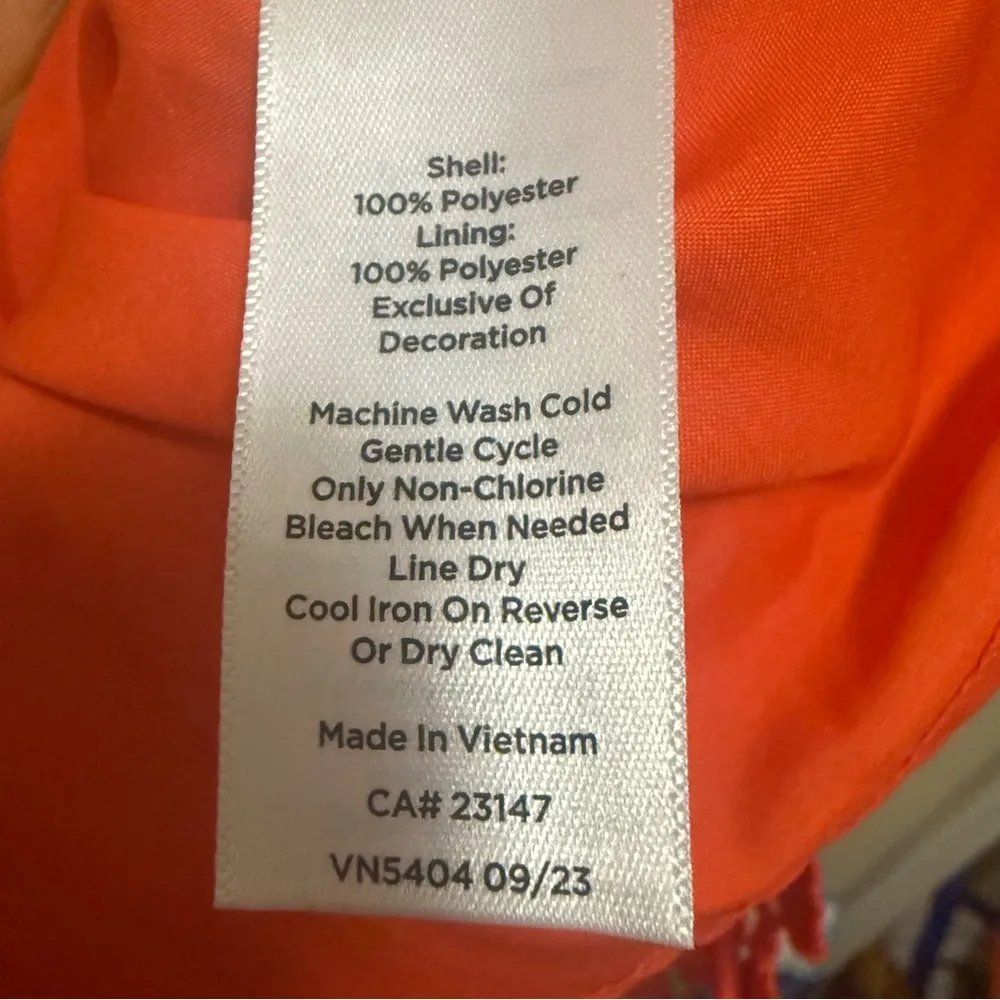 Shell:
100% Polyester
Lining:
100% Polyester
Exclusive Of
Decoration
Machine Wash Cold
Gentle Cycle
Only Non-Chlorine
Bleach When Needed
Line Dry
Cool Iron On Reverse
Or Dry Clean
Made In Vietnam
CA# 23147
VN5404 09/23